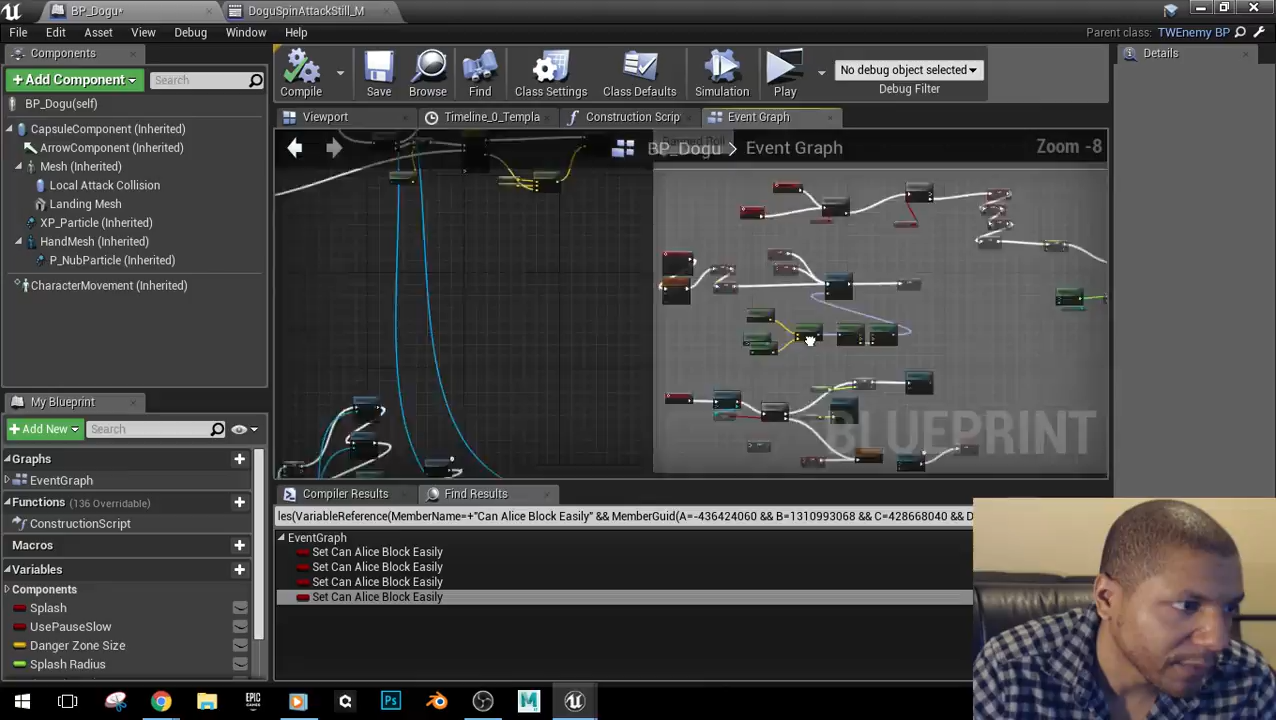 BP_Dogu*
DoguSpinAttackStill_M
File Edit Asset View Debug Window Help
Parent class: TWEnemy BP
Components
+Add Component
Search
BP_Dogu(self)
CapsuleComponent (Inherited)
ArrowComponent (Inherited)
Mesh (Inherited)
Local Attack Collision
Landing Mesh
XP_Particle (Inherited)
HandMesh (Inherited)
P_NubParticle (Inherited)
CharacterMovement (Inherited)
Compile
Save
Browse
Find
Class Settings
Class Defaults
Simulation
Play
No debug object selected
Debug Filter
Details
Viewport
Timeline_0_Templa
Construction Scrip
Event Graph
BP_Dogu > Event Graph
Zoom -8
BLUEPRINT
My Blueprint
+Add New
Search
Graphs
EventGraph
Functions (136 Overridable)
ConstructionScript
Macros
Variables
Components
Splash
UsePauseSlow
Danger Zone Size
Splash Radius
Compiler Results
Find Results
les(VariableReference(MemberName=+"Can Alice Block Easily" && MemberGuid(A=-436424060 && B=1310993068 && C=428668040 && D
EventGraph
Set Can Alice Block Easily
Set Can Alice Block Easily
Set Can Alice Block Easily
Set Can Alice Block Easily
EPIC GAMES
Ps
M